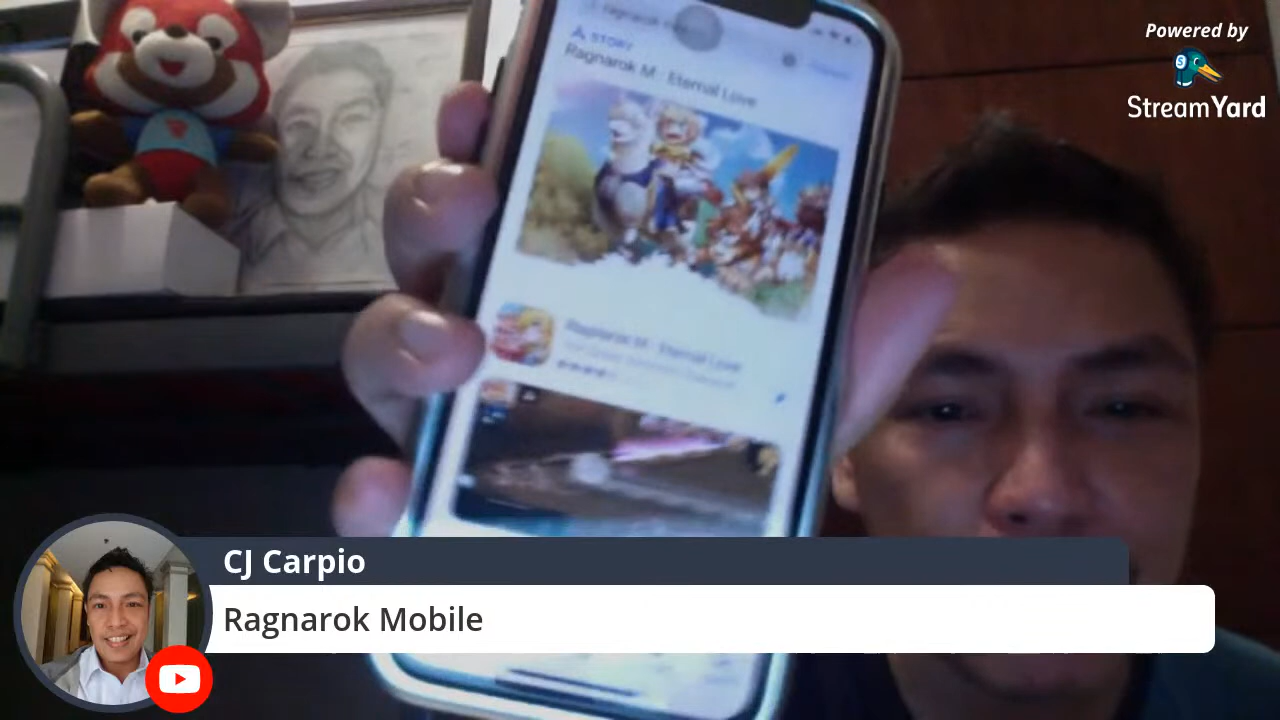 Powered by
StreamYard
STORY
Ragnarok M: Eternal Love
Ragnarok M: Eternal Love
CJ Carpio
Ragnarok Mobile